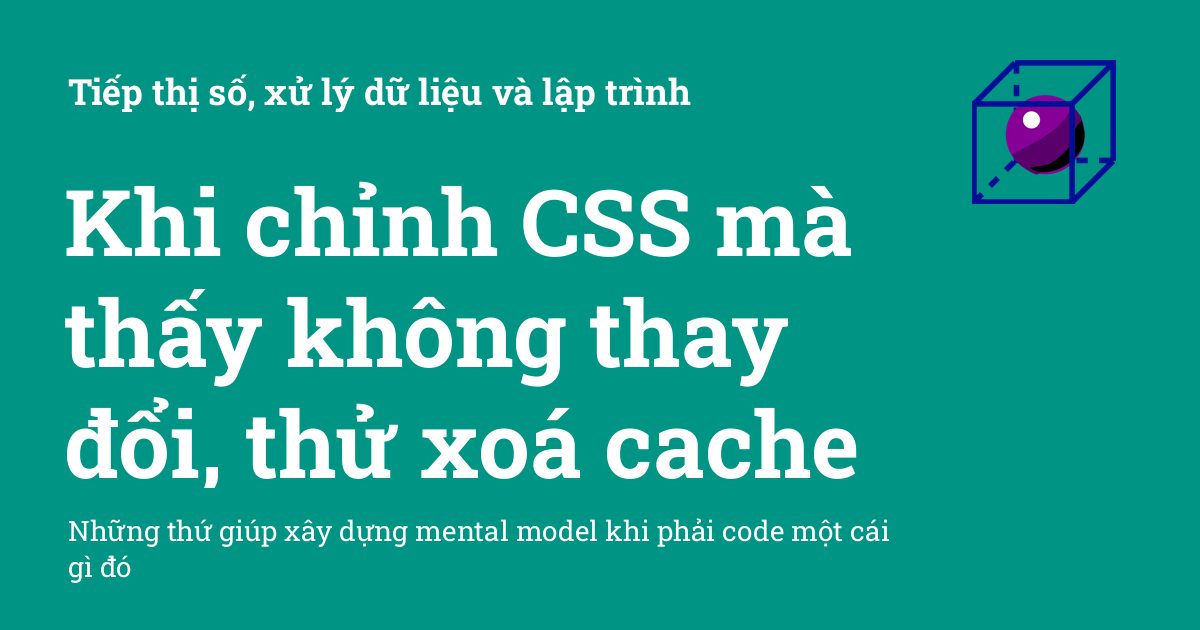 Tiếp thị số, xử lý dữ liệu và lập trình
Khi chỉnh CSS mà
thấy không thay
đổi, thử xoá cache
Những thứ giúp xây dựng mental model khi phải code một cái
gì đó